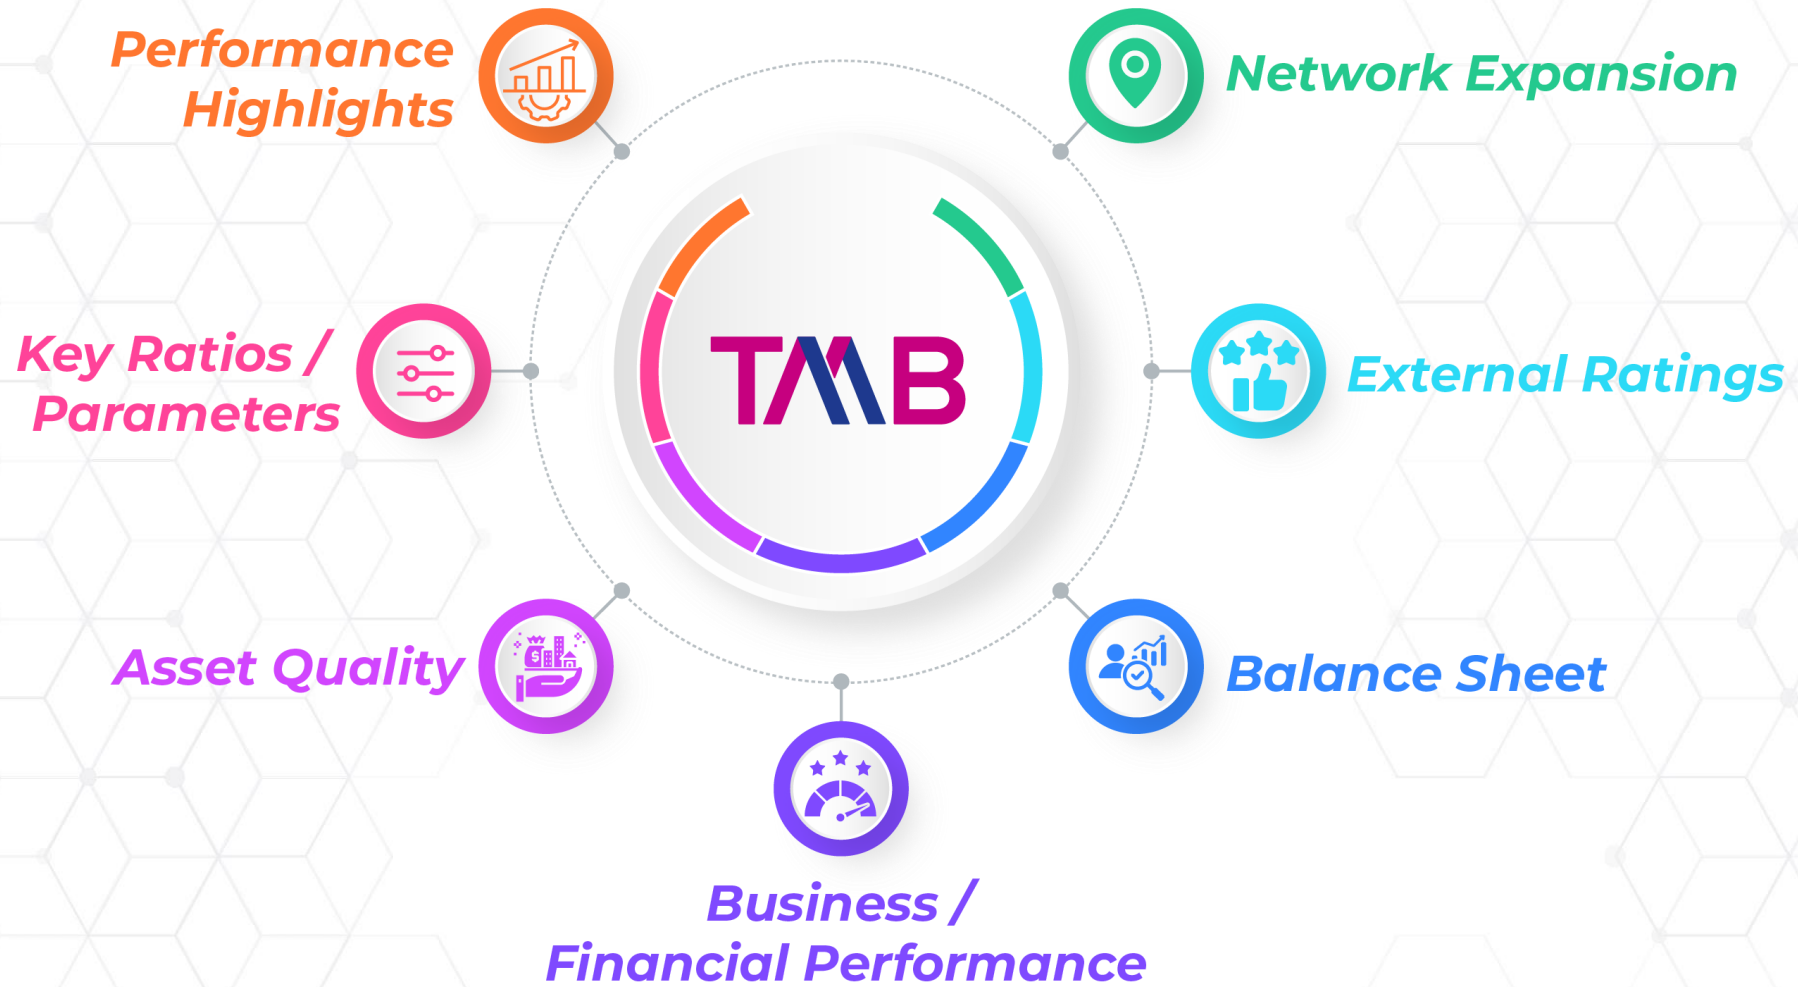 Performance
Highlights
Network Expansion
Key Ratios /
Parameters
TMB
External Ratings
Asset Quality
$
Balance Sheet
Business /
Financial Performance